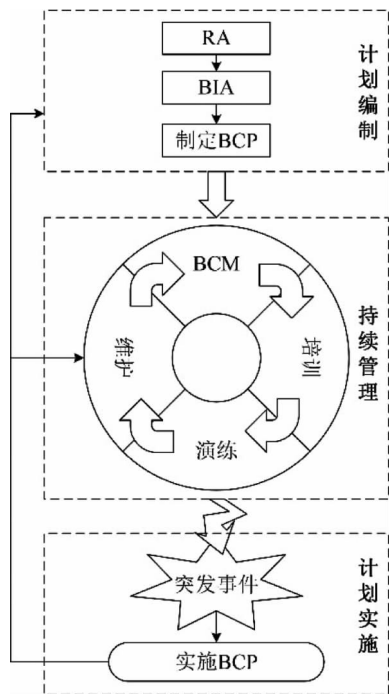 RA
BIA
制定BCP
计划编制
BCM
培训
演练
维护
持续管理
突发事件
实施BCP
计划实施